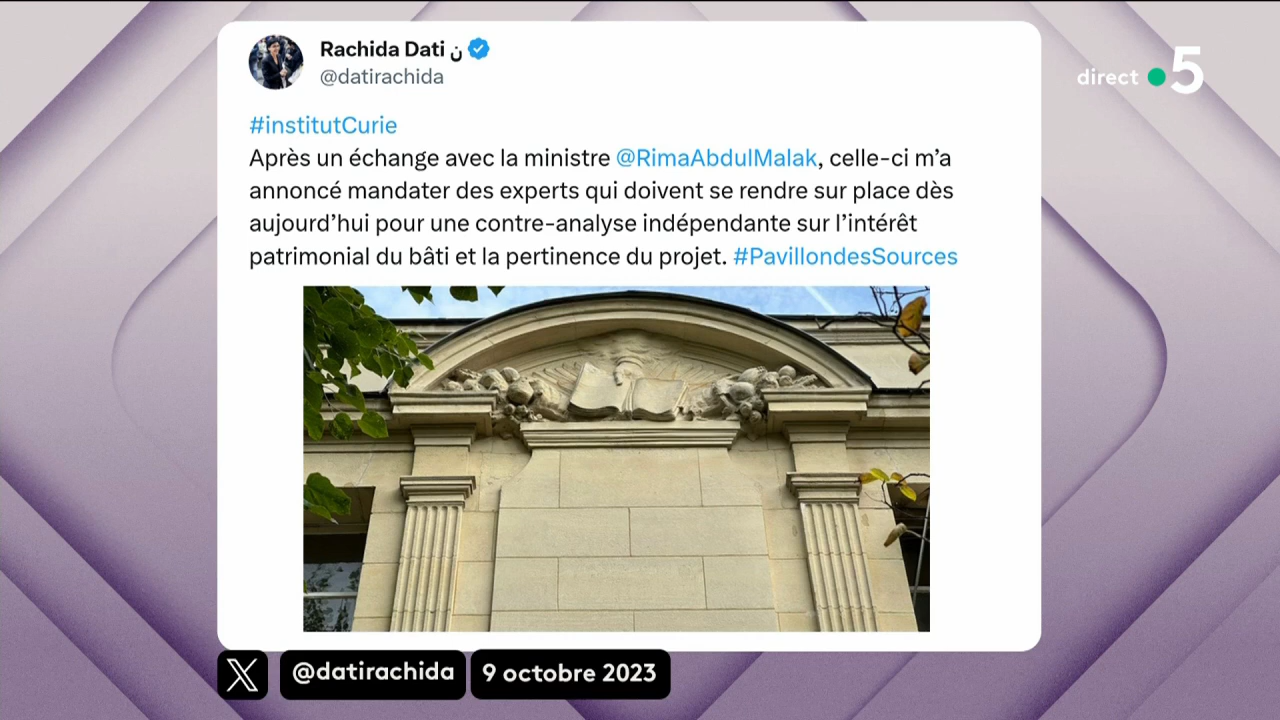 Rachida Dati ن
@datirachida
direct 5
#institutCurie
Après un échange avec la ministre @RimaAbdulMalak, celle-ci m’a
annoncé mandater des experts qui doivent se rendre sur place dès
aujourd’hui pour une contre-analyse indépendante sur l’intérêt
patrimonial du bâti et la pertinence du projet. #PavillondesSources
X @datirachida 9 octobre 2023